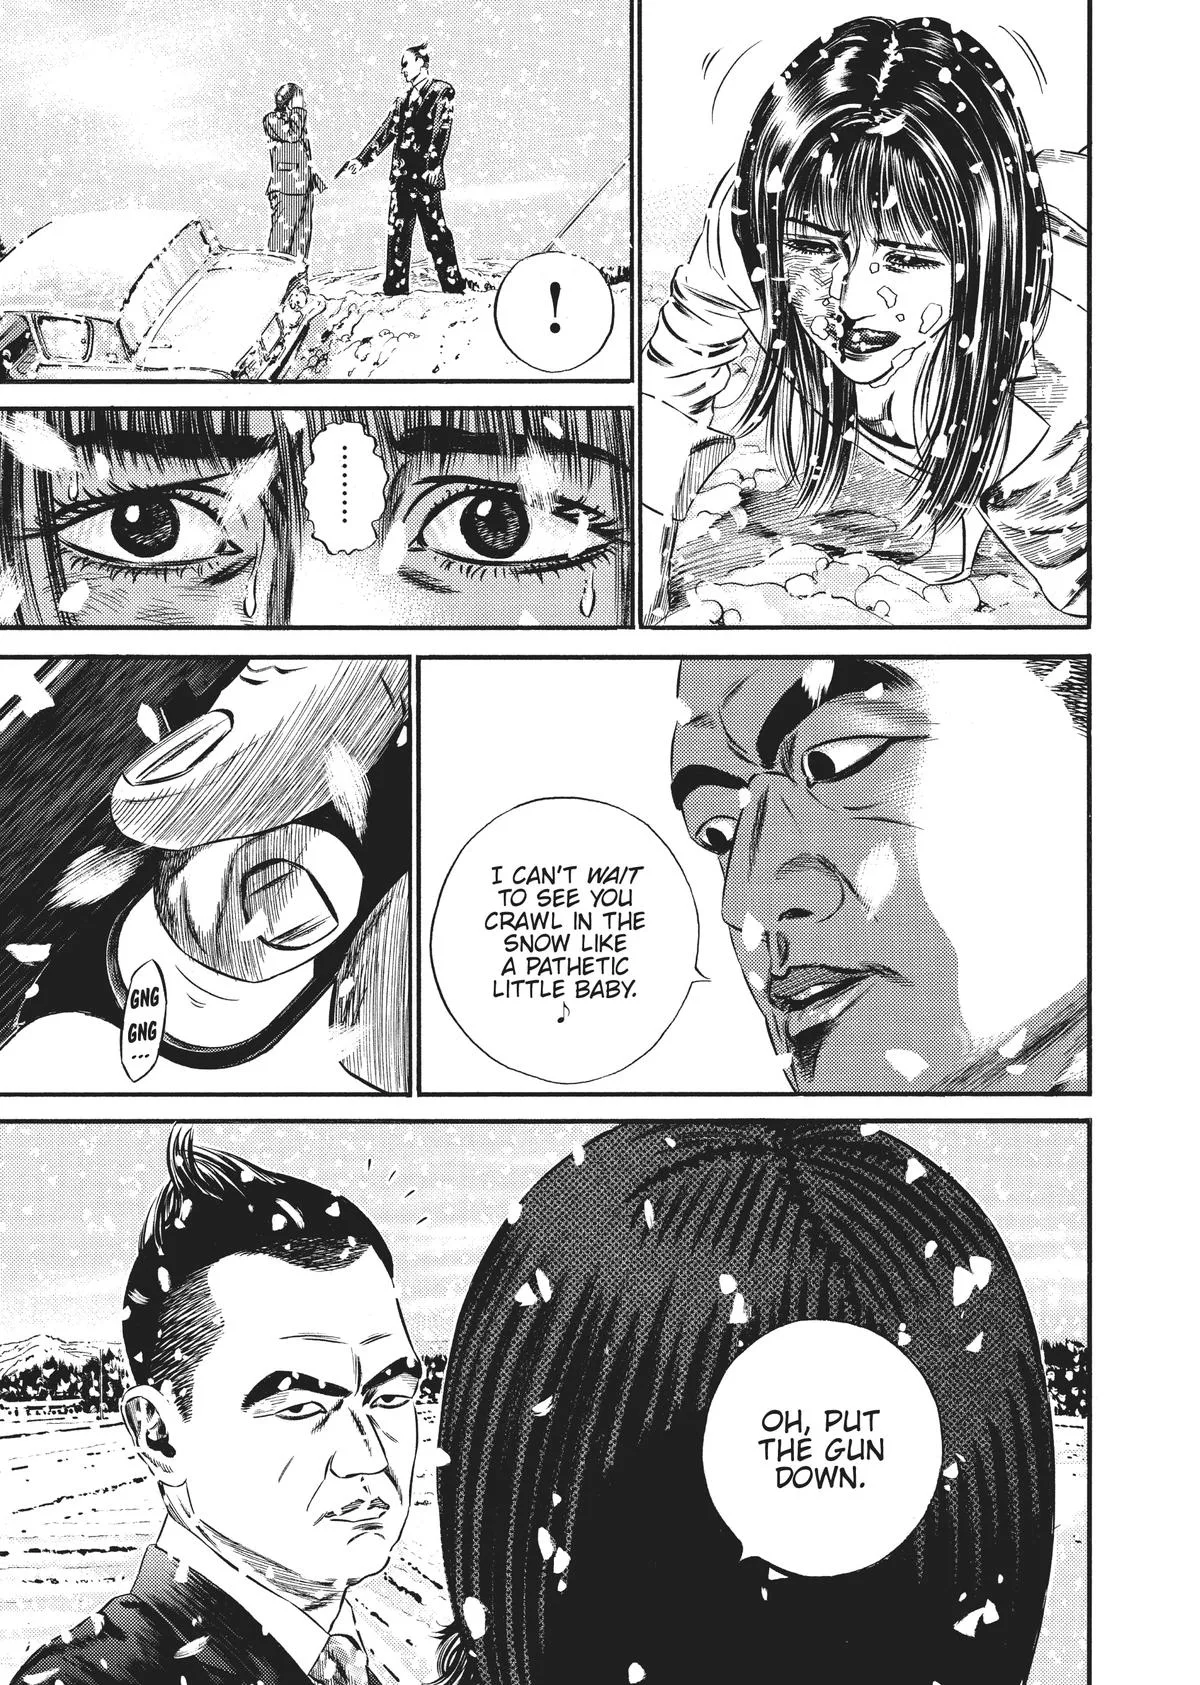 !
.........
I CAN'T WAIT
TO SEE YOU
CRAWL IN THE
SNOW LIKE
A PATHETIC
LITTLE BABY.
♪
GNG
GNG
...
OH, PUT
THE GUN
DOWN.